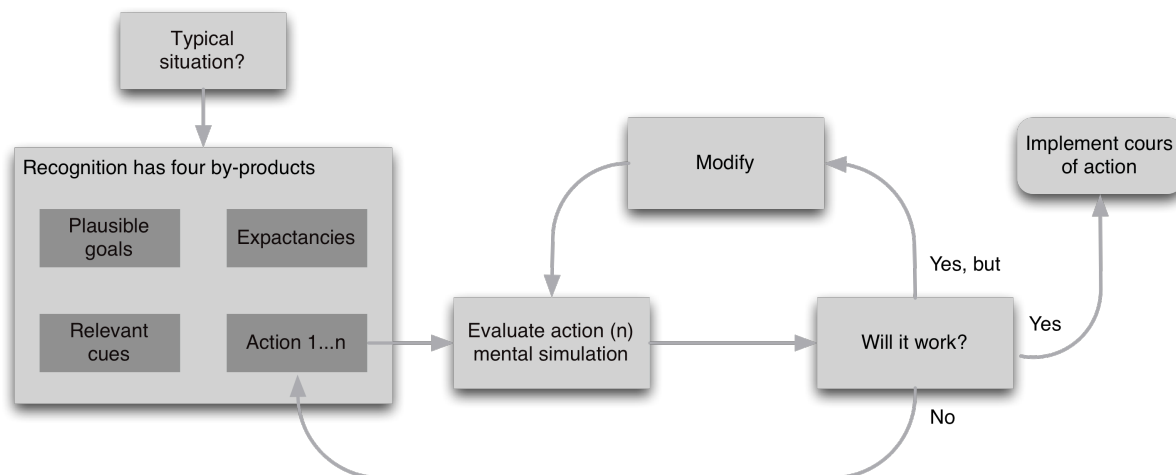 Typical
situation?
Recognition has four by-products
Plausible
goals
Expactancies
Relevant
cues
Action 1...n
Evaluate action (n)
mental simulation
Modify
Will it work?
Yes, but
Yes
No
Implement cours
of action